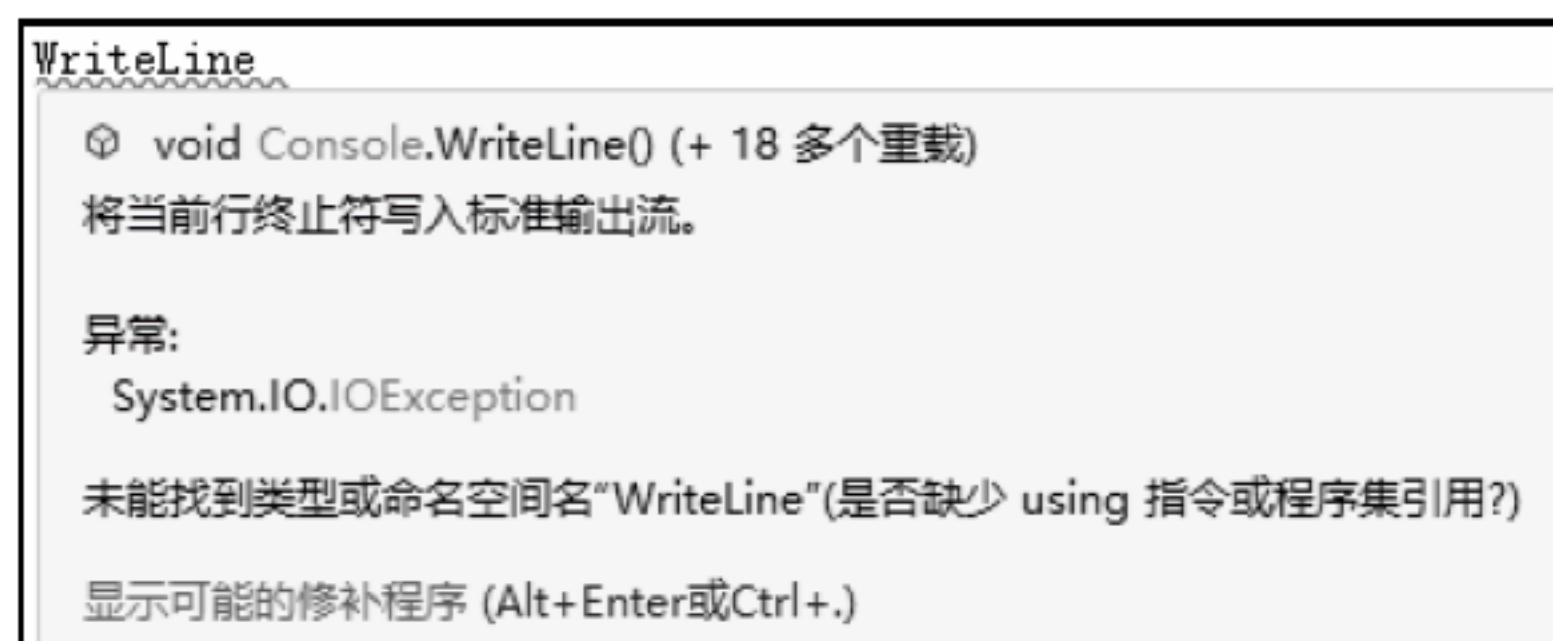 WriteLine
void Console.WriteLine() (+ 18 多个重载)
将当前行终止符写入标准输出流。
异常:
System.IO.IOException
未能找到类型或命名空间名“WriteLine”(是否缺少 using 指令或程序集引用?)
显示可能的修补程序 (Alt+Enter或Ctrl+.)